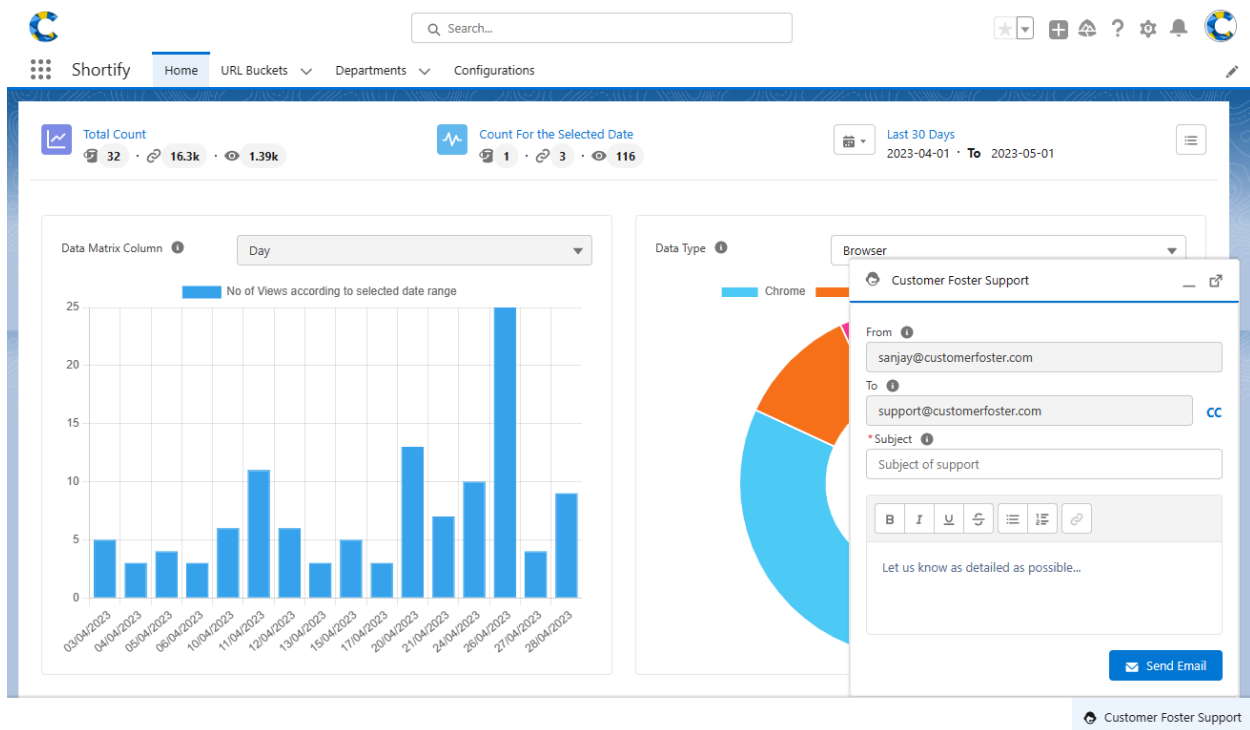 Search...
Shortify Home URL Buckets Departments Configurations
Total Count
32 · 16.3k · 1.39k
Count For the Selected Date
1 · 3 · 116
Last 30 Days
2023-04-01 · To 2023-05-01
Data Matrix Column Day
No of Views according to selected date range
25
20
15
10
5
0
03/04/2023 04/04/2023 05/04/2023 06/04/2023 10/04/2023 11/04/2023 12/04/2023 13/04/2023 15/04/2023 17/04/2023 20/04/2023 21/04/2023 24/04/2023 26/04/2023 27/04/2023 28/04/2023
Data Type Browser
Chrome
Customer Foster Support
From
sanjay@customerfoster.com
To
support@customerfoster.com CC
*Subject
Subject of support
B I U S
Let us know as detailed as possible...
Send Email
Customer Foster Support